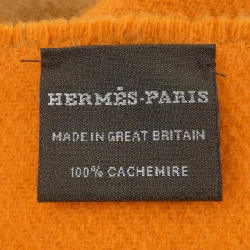 HERMÈS-PARIS
MADE IN GREAT BRITAIN
100% CACHEMIRE